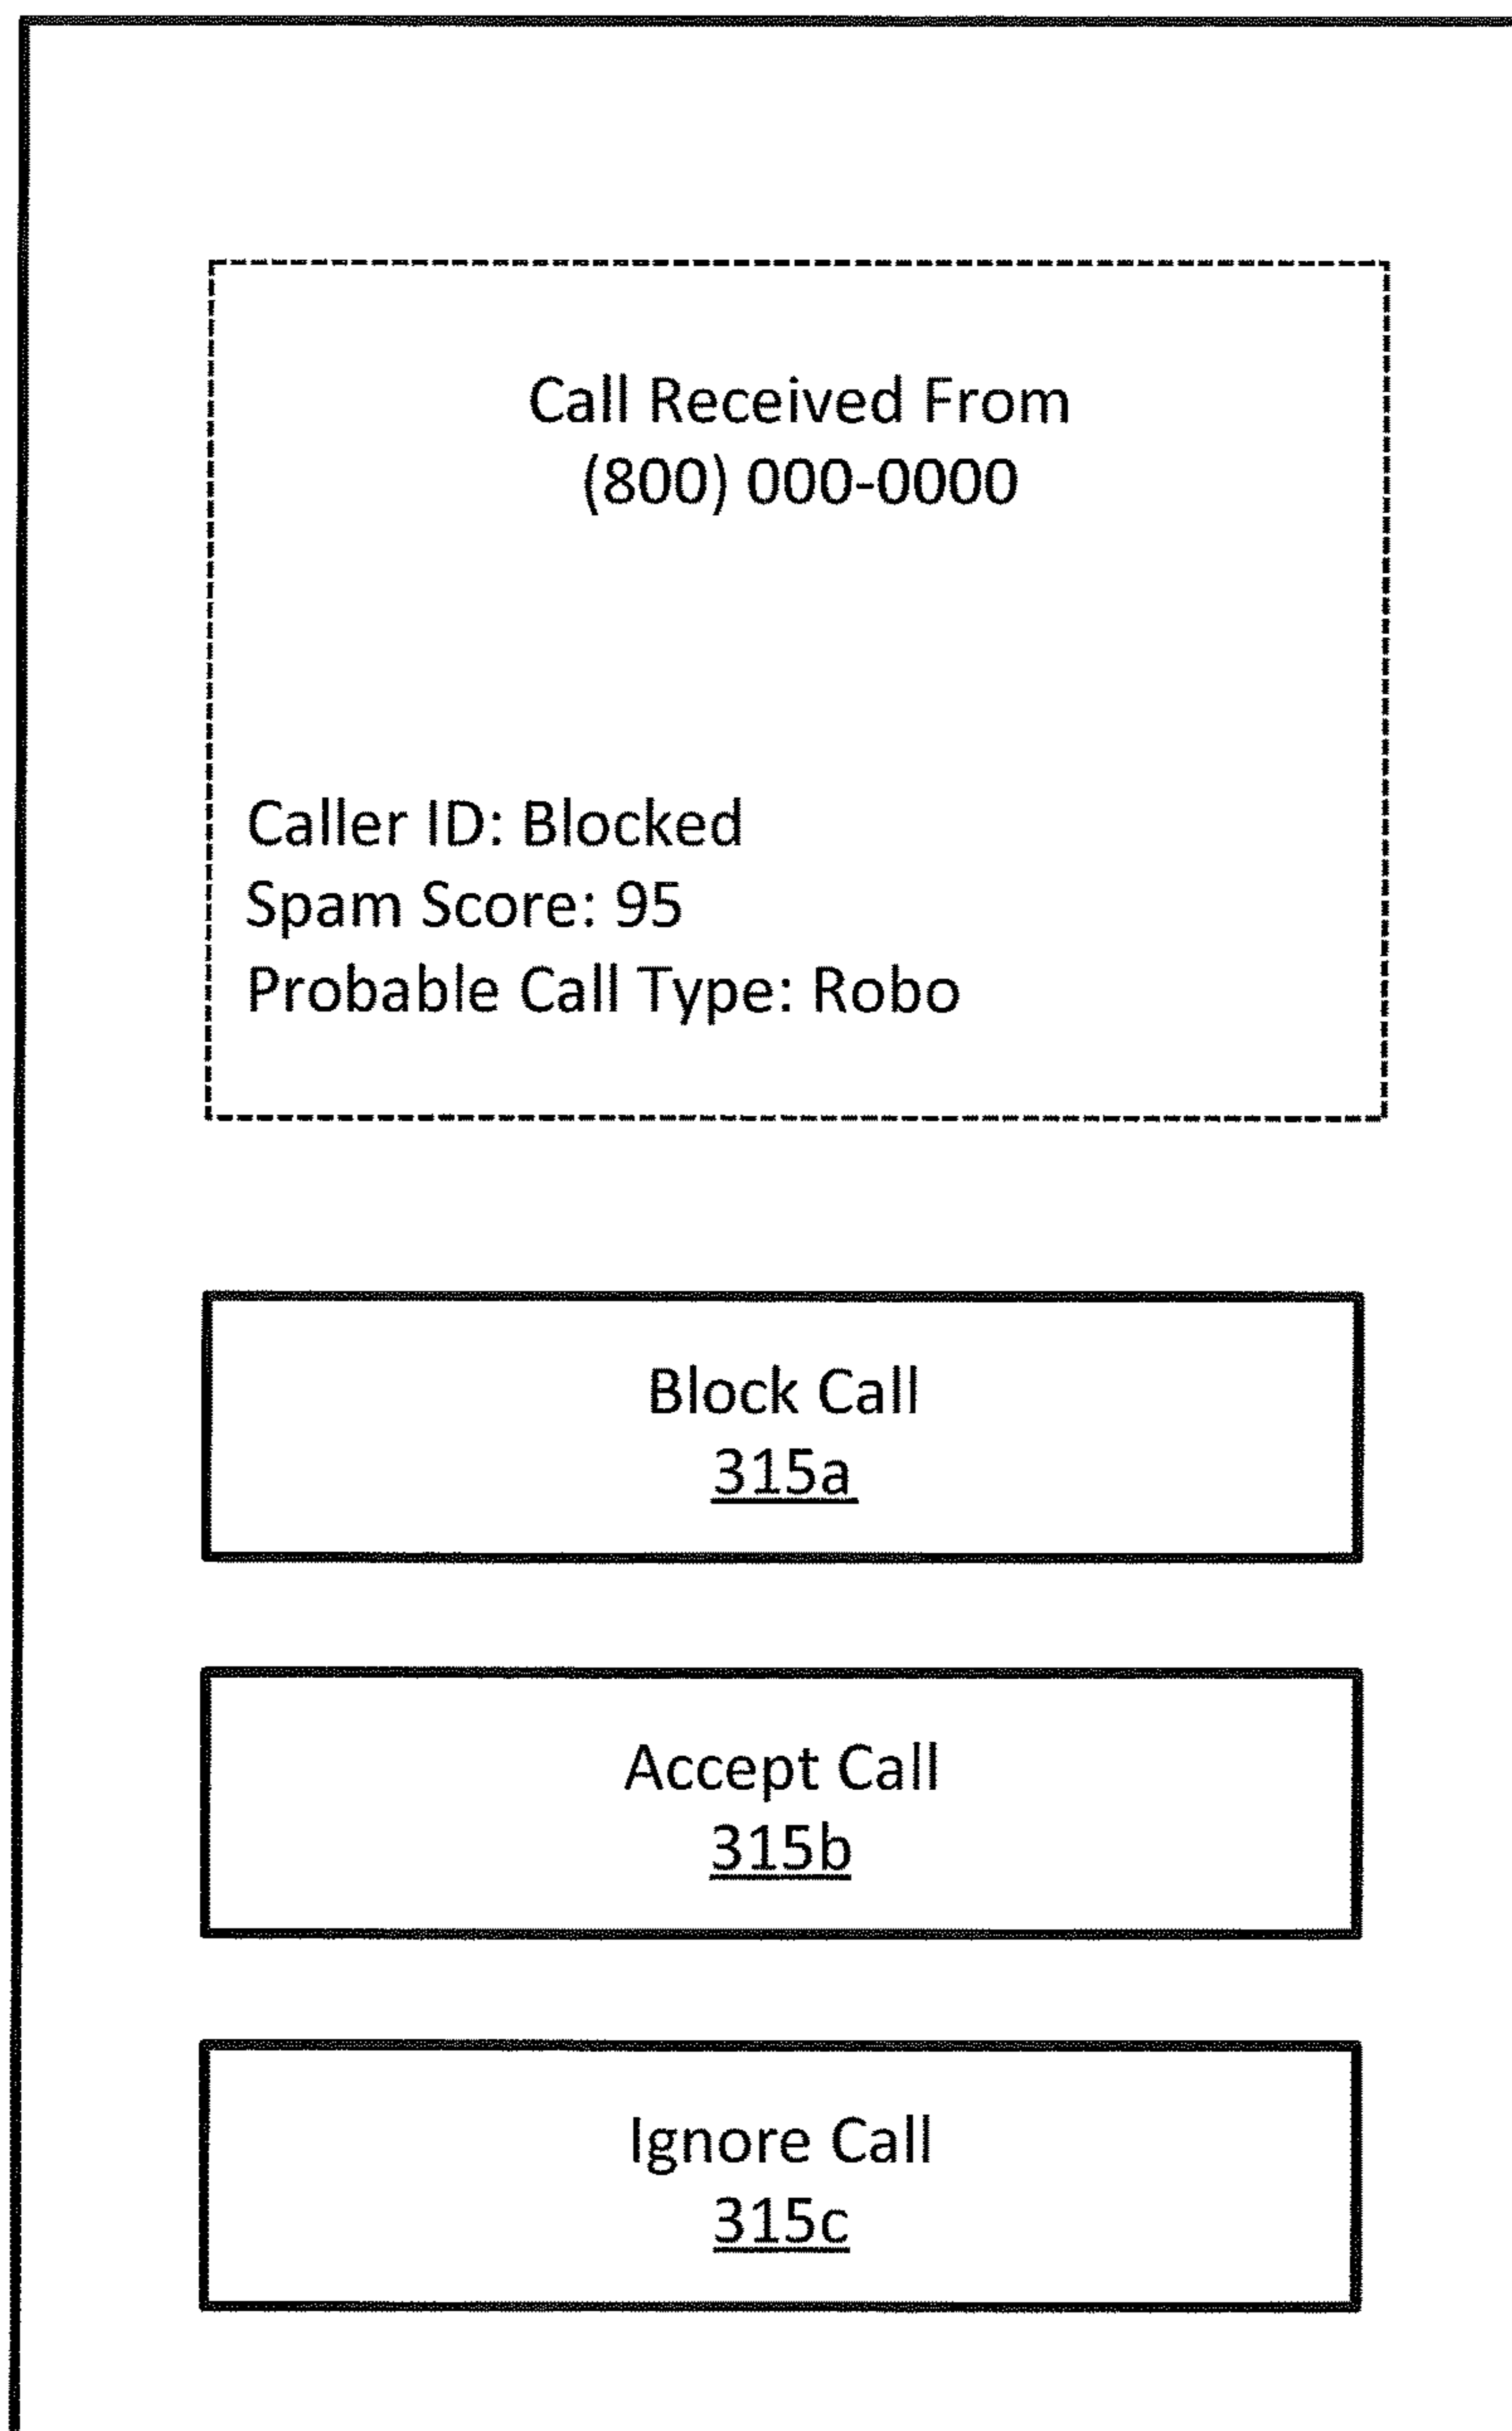 Call Received From
(800) 000-0000
Caller ID: Blocked
Spam Score: 95
Probable Call Type: Robo
Block Call
315a
Accept Call
315b
Ignore Call
315c